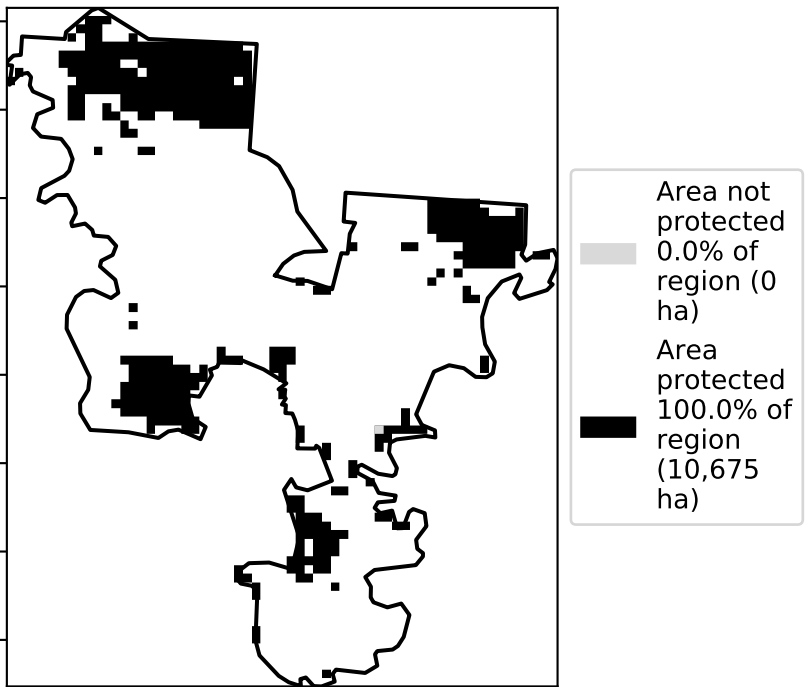 Area not
protected
0.0% of
region (0
ha)
Area
protected
100.0% of
region
(10,675
ha)